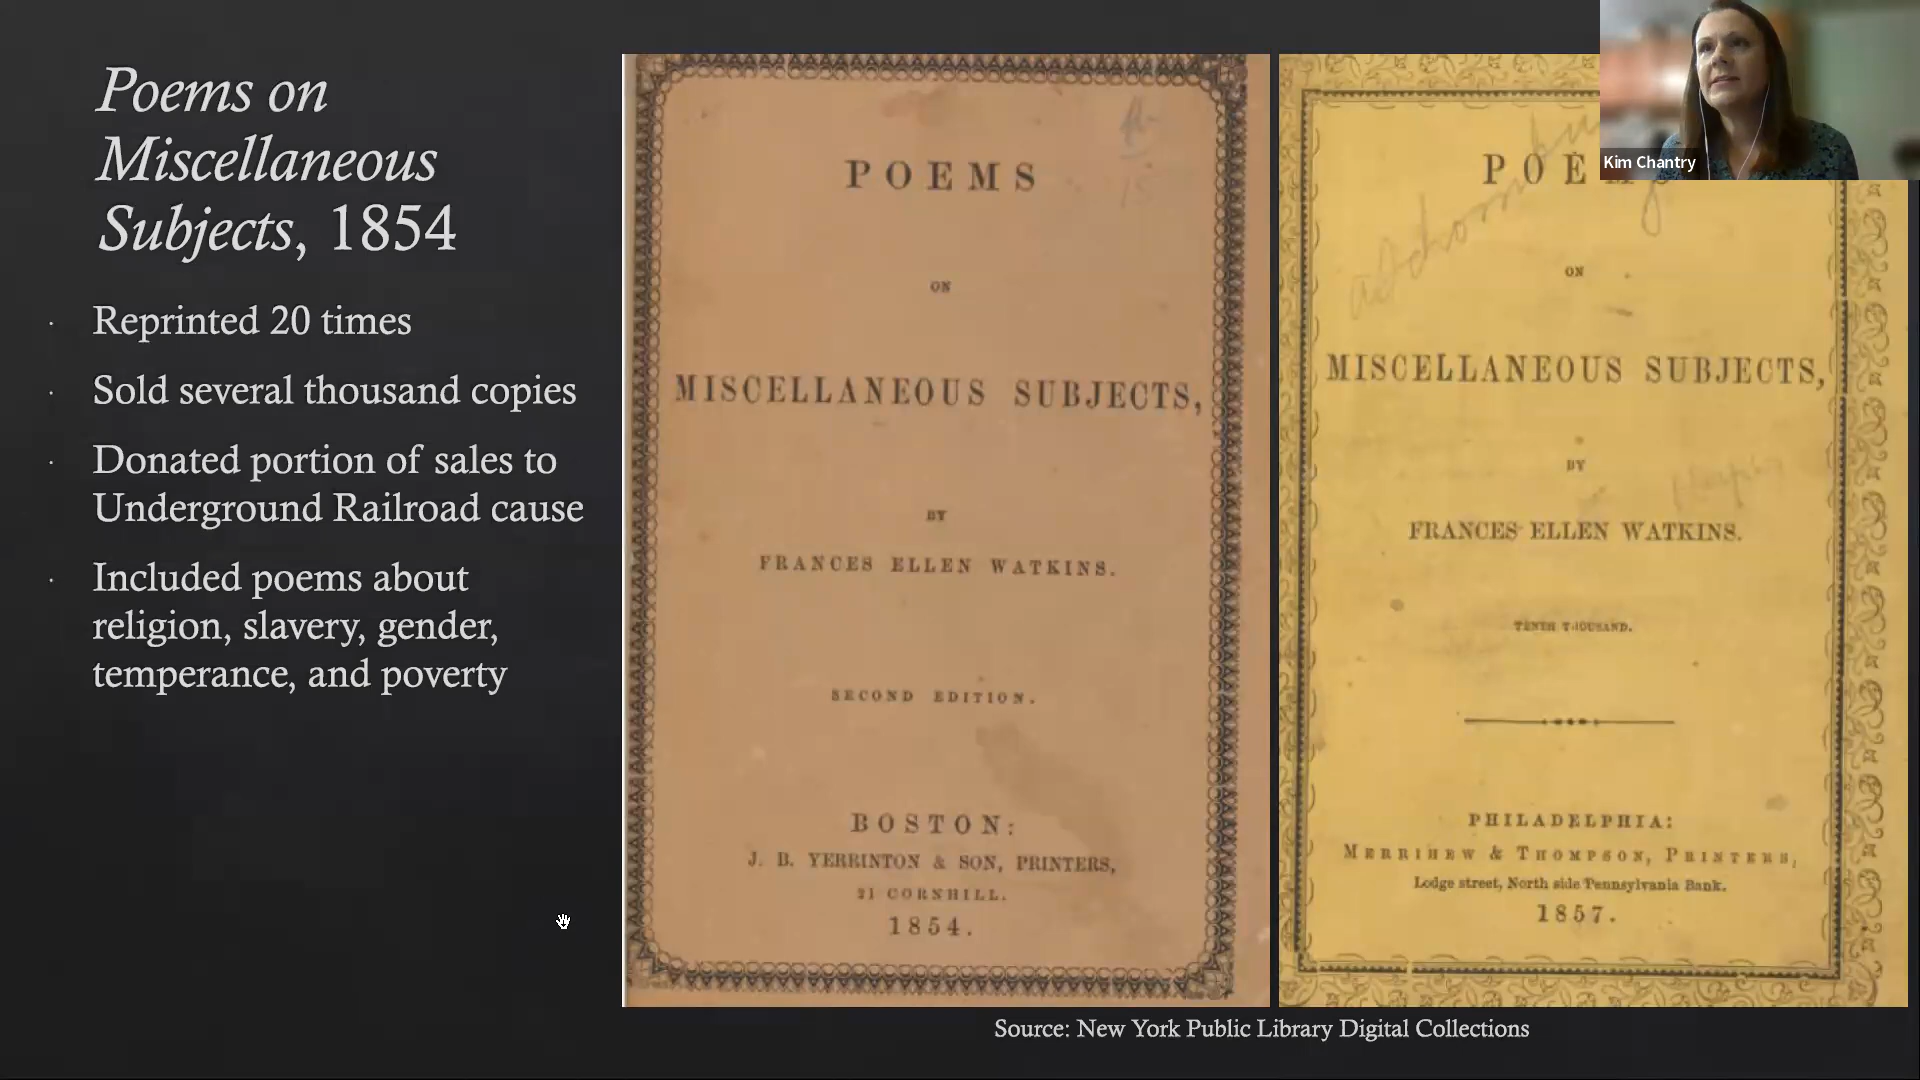 Poems on
Miscellaneous
Subjects, 1854
· Reprinted 20 times
· Sold several thousand copies
· Donated portion of sales to
Underground Railroad cause
· Included poems about
religion, slavery, gender,
temperance, and poverty
POEMS
ON
MISCELLANEOUS SUBJECTS,
BY
FRANCES ELLEN WATKINS.
SECOND EDITION.
BOSTON:
J. B. YERRINTON & SON, PRINTERS,
21 CORNHILL.
1854.
ON
MISCELLANEOUS SUBJECTS,
BY
FRANCES ELLEN WATKINS.
TENTH THOUSAND.
PHILADELPHIA:
MERRIHEW & THOMPSON, PRINTERS,
Lodge street, North side Pennsylvania Bank.
1857.
Kim Chantry
Source: New York Public Library Digital Collections